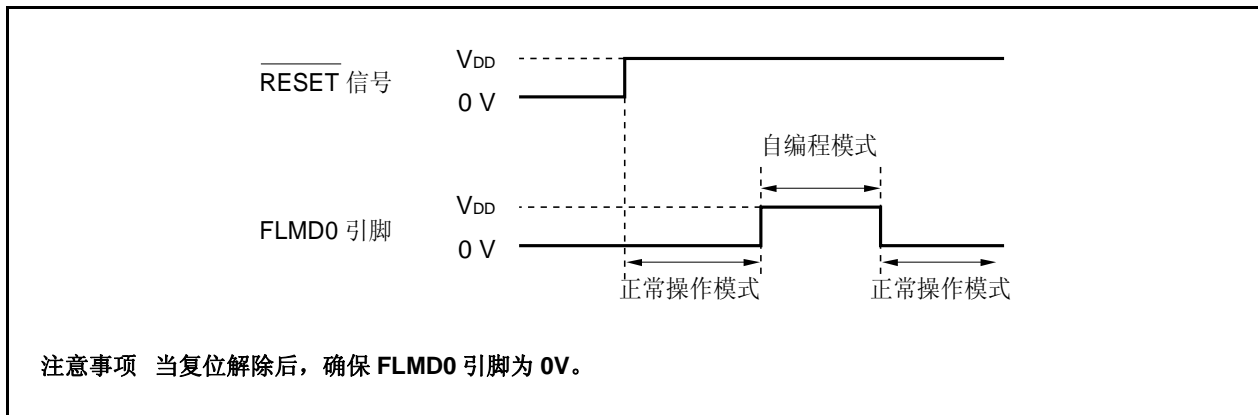 RESET 信号
VDD
0 V
自编程模式
FLMD0 引脚
VDD
0 V
正常操作模式
正常操作模式
注意事项 当复位解除后，确保 FLMD0 引脚为 0V。